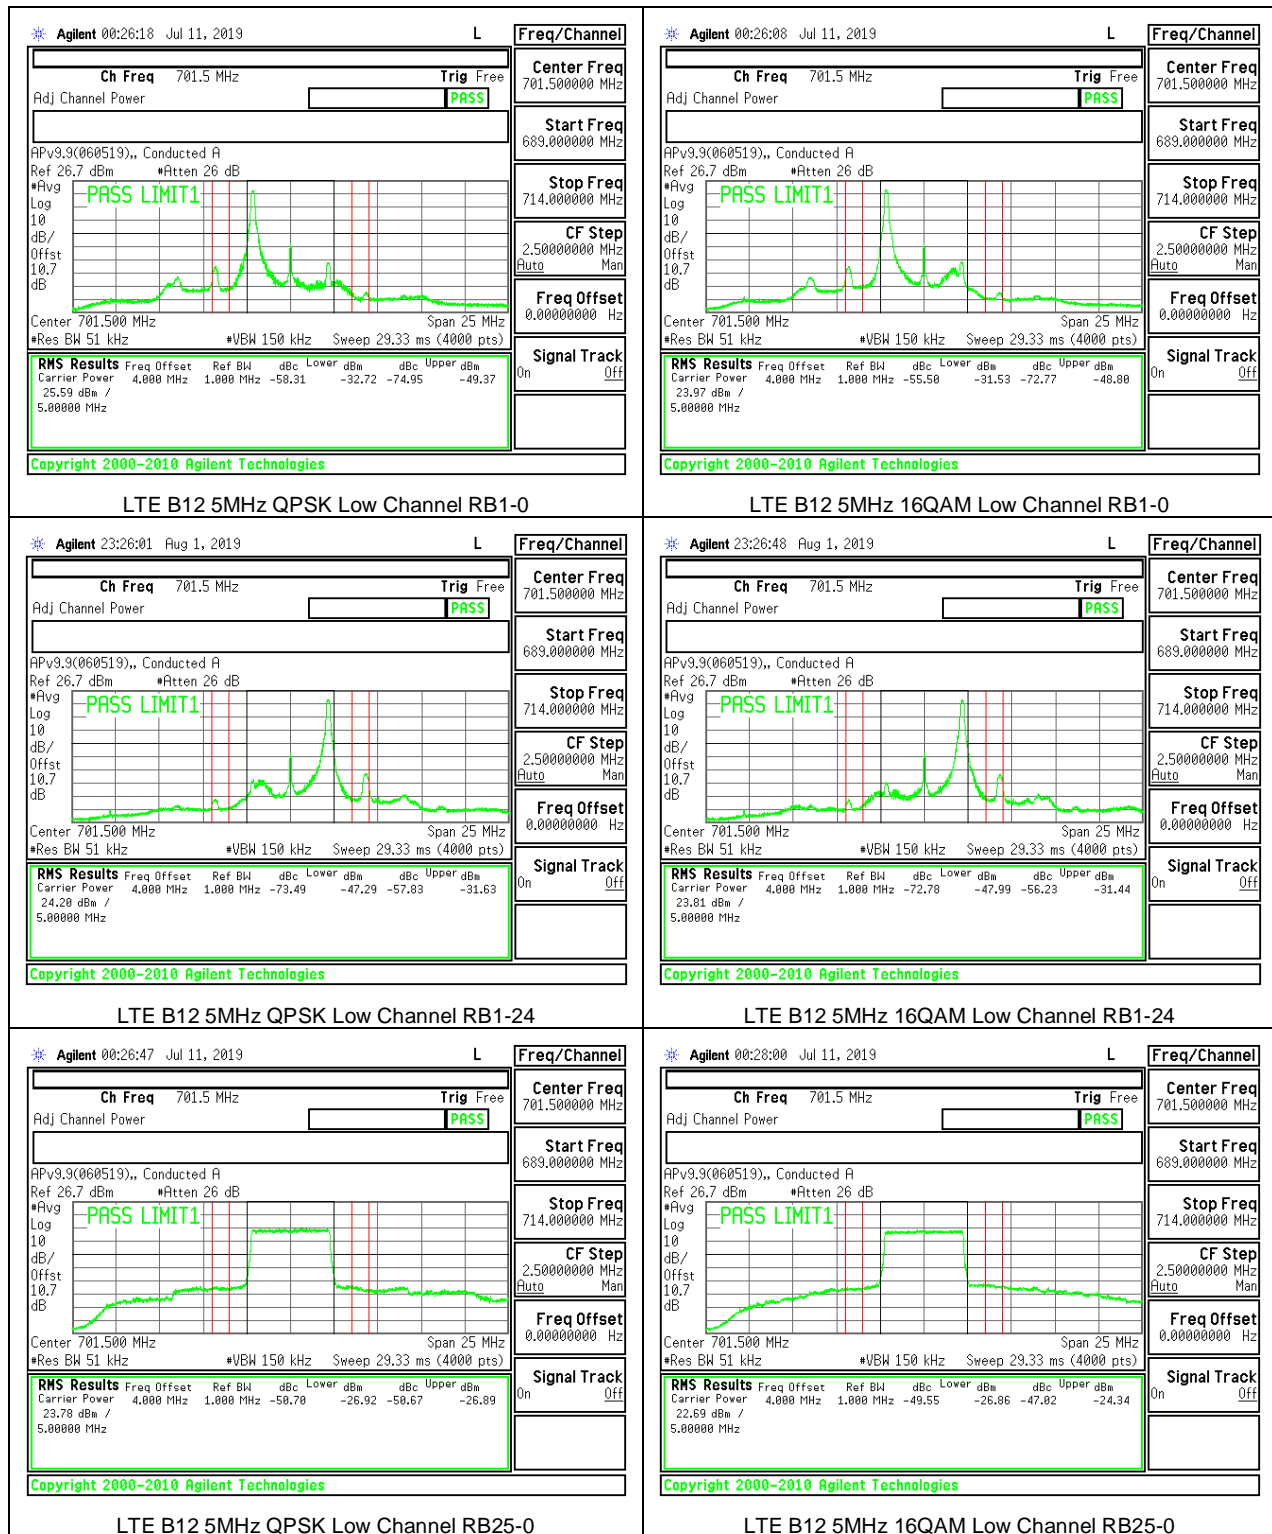 Agilent 00:26:18 Jul 11, 2019 L Freq/Channel
Ch Freq 701.5 MHz Trig Free
Adj Channel Power PASS
APv9.9(060519),, Conducted A
Ref 26.7 dBm #Atten 26 dB
#Avg
Log
10
dB/
Offst
10.7
dB
PASS LIMIT1
Center 701.500 MHz Span 25 MHz
#Res BW 51 kHz #VBW 150 kHz Sweep 29.33 ms (4000 pts)
RMS Results Freq Offset Ref BW dBc Lower dBm dBc Upper dBm
Carrier Power 4.000 MHz 1.000 MHz -58.31 -32.72 -74.95 -49.37
25.59 dBm /
5.00000 MHz
Copyright 2000-2010 Agilent Technologies
Center Freq
701.500000 MHz
Start Freq
689.000000 MHz
Stop Freq
714.000000 MHz
CF Step
2.50000000 MHz
Auto Man
Freq Offset
0.00000000 Hz
Signal Track
On Off
LTE B12 5MHz QPSK Low Channel RB1-0
Agilent 00:26:08 Jul 11, 2019 L Freq/Channel
Ch Freq 701.5 MHz Trig Free
Adj Channel Power PASS
APv9.9(060519),, Conducted A
Ref 26.7 dBm #Atten 26 dB
#Avg
Log
10
dB/
Offst
10.7
dB
PASS LIMIT1
Center 701.500 MHz Span 25 MHz
#Res BW 51 kHz #VBW 150 kHz Sweep 29.33 ms (4000 pts)
RMS Results Freq Offset Ref BW dBc Lower dBm dBc Upper dBm
Carrier Power 4.000 MHz 1.000 MHz -55.50 -31.53 -72.77 -48.80
23.97 dBm /
5.00000 MHz
Copyright 2000-2010 Agilent Technologies
Center Freq
701.500000 MHz
Start Freq
689.000000 MHz
Stop Freq
714.000000 MHz
CF Step
2.50000000 MHz
Auto Man
Freq Offset
0.00000000 Hz
Signal Track
On Off
LTE B12 5MHz 16QAM Low Channel RB1-0
Agilent 23:26:01 Aug 1, 2019 L Freq/Channel
Ch Freq 701.5 MHz Trig Free
Adj Channel Power PASS
APv9.9(060519),, Conducted A
Ref 26.7 dBm #Atten 26 dB
#Avg
Log
10
dB/
Offst
10.7
dB
PASS LIMIT1
Center 701.500 MHz Span 25 MHz
#Res BW 51 kHz #VBW 150 kHz Sweep 29.33 ms (4000 pts)
RMS Results Freq Offset Ref BW dBc Lower dBm dBc Upper dBm
Carrier Power 4.000 MHz 1.000 MHz -73.49 -47.29 -57.83 -31.63
24.20 dBm /
5.00000 MHz
Copyright 2000-2010 Agilent Technologies
Center Freq
701.500000 MHz
Start Freq
689.000000 MHz
Stop Freq
714.000000 MHz
CF Step
2.50000000 MHz
Auto Man
Freq Offset
0.00000000 Hz
Signal Track
On Off
LTE B12 5MHz QPSK Low Channel RB1-24
Agilent 23:26:48 Aug 1, 2019 L Freq/Channel
Ch Freq 701.5 MHz Trig Free
Adj Channel Power PASS
APv9.9(060519),, Conducted A
Ref 26.7 dBm #Atten 26 dB
#Avg
Log
10
dB/
Offst
10.7
dB
PASS LIMIT1
Center 701.500 MHz Span 25 MHz
#Res BW 51 kHz #VBW 150 kHz Sweep 29.33 ms (4000 pts)
RMS Results Freq Offset Ref BW dBc Lower dBm dBc Upper dBm
Carrier Power 4.000 MHz 1.000 MHz -72.78 -47.99 -56.23 -31.44
23.81 dBm /
5.00000 MHz
Copyright 2000-2010 Agilent Technologies
Center Freq
701.500000 MHz
Start Freq
689.000000 MHz
Stop Freq
714.000000 MHz
CF Step
2.50000000 MHz
Auto Man
Freq Offset
0.00000000 Hz
Signal Track
On Off
LTE B12 5MHz 16QAM Low Channel RB1-24
Agilent 00:26:47 Jul 11, 2019 L Freq/Channel
Ch Freq 701.5 MHz Trig Free
Adj Channel Power PASS
APv9.9(060519),, Conducted A
Ref 26.7 dBm #Atten 26 dB
#Avg
Log
10
dB/
Offst
10.7
dB
PASS LIMIT1
Center 701.500 MHz Span 25 MHz
#Res BW 51 kHz #VBW 150 kHz Sweep 29.33 ms (4000 pts)
RMS Results Freq Offset Ref BW dBc Lower dBm dBc Upper dBm
Carrier Power 4.000 MHz 1.000 MHz -50.70 -26.92 -50.67 -26.89
23.78 dBm /
5.00000 MHz
Copyright 2000-2010 Agilent Technologies
Center Freq
701.500000 MHz
Start Freq
689.000000 MHz
Stop Freq
714.000000 MHz
CF Step
2.50000000 MHz
Auto Man
Freq Offset
0.00000000 Hz
Signal Track
On Off
LTE B12 5MHz QPSK Low Channel RB25-0
Agilent 00:28:00 Jul 11, 2019 L Freq/Channel
Ch Freq 701.5 MHz Trig Free
Adj Channel Power PASS
APv9.9(060519),, Conducted A
Ref 26.7 dBm #Atten 26 dB
#Avg
Log
10
dB/
Offst
10.7
dB
PASS LIMIT1
Center 701.500 MHz Span 25 MHz
#Res BW 51 kHz #VBW 150 kHz Sweep 29.33 ms (4000 pts)
RMS Results Freq Offset Ref BW dBc Lower dBm dBc Upper dBm
Carrier Power 4.000 MHz 1.000 MHz -49.55 -26.86 -47.02 -24.34
22.69 dBm /
5.00000 MHz
Copyright 2000-2010 Agilent Technologies
Center Freq
701.500000 MHz
Start Freq
689.000000 MHz
Stop Freq
714.000000 MHz
CF Step
2.50000000 MHz
Auto Man
Freq Offset
0.00000000 Hz
Signal Track
On Off
LTE B12 5MHz 16QAM Low Channel RB25-0